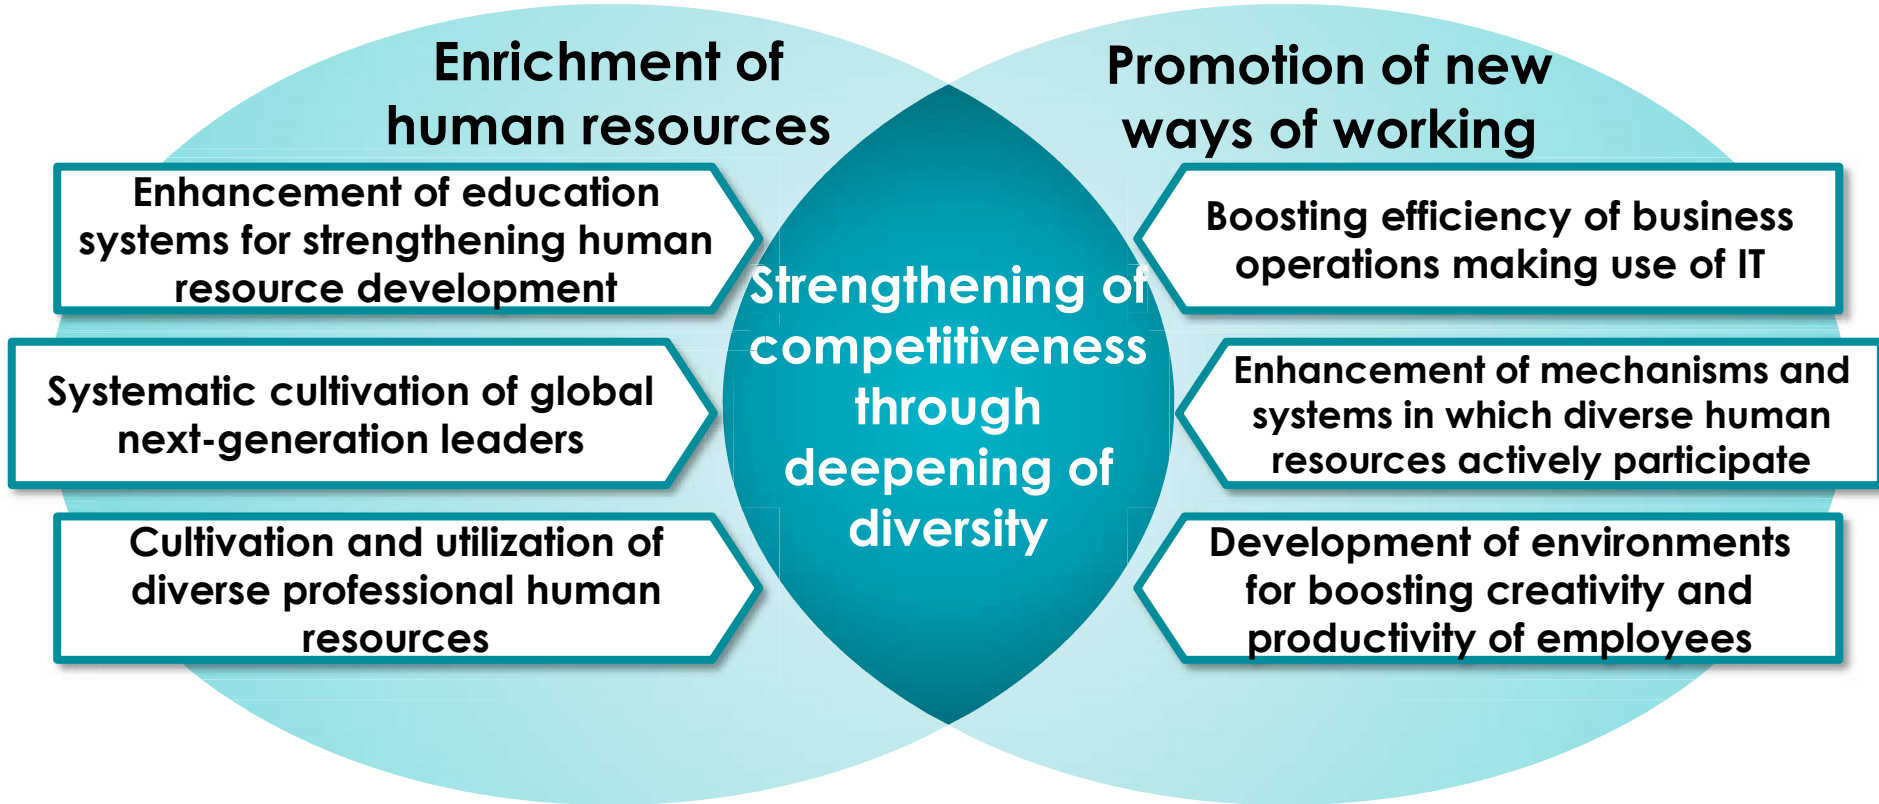 Enrichment of
human resources
Enhancement of education
systems for strengthening human
resource development
Systematic cultivation of global
next-generation leaders
Cultivation and utilization of
diverse professional human
resources
Strengthening of
competitiveness
through
deepening of
diversity
Promotion of new
ways of working
Boosting efficiency of business
operations making use of IT
Enhancement of mechanisms and
systems in which diverse human
resources actively participate
Development of environments
for boosting creativity and
productivity of employees